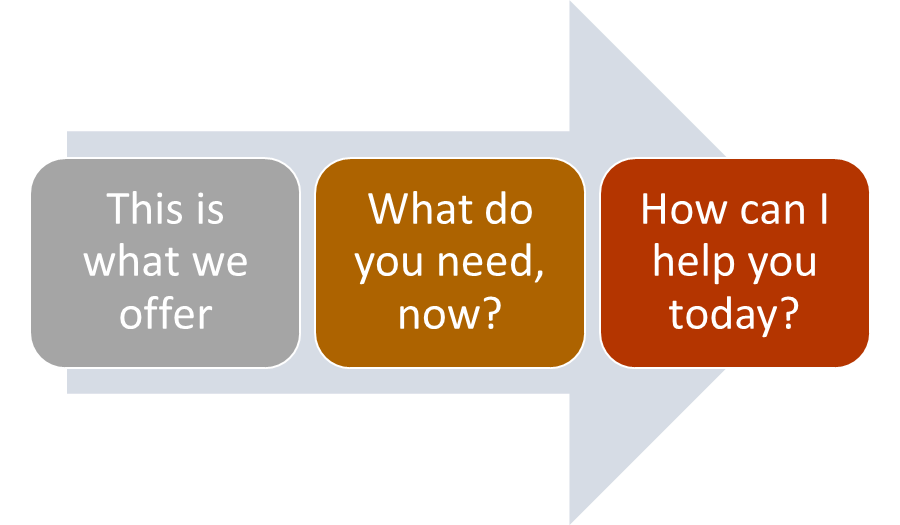 This is
what we
offer
What do
you need,
now?
How can I
help you
today?